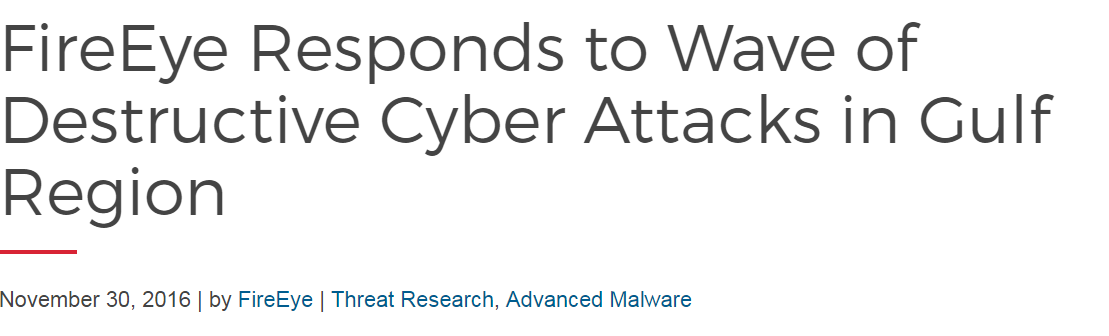 FireEye Responds to Wave of
Destructive Cyber Attacks in Gulf
Region
November 30, 2016 | by FireEye | Threat Research, Advanced Malware